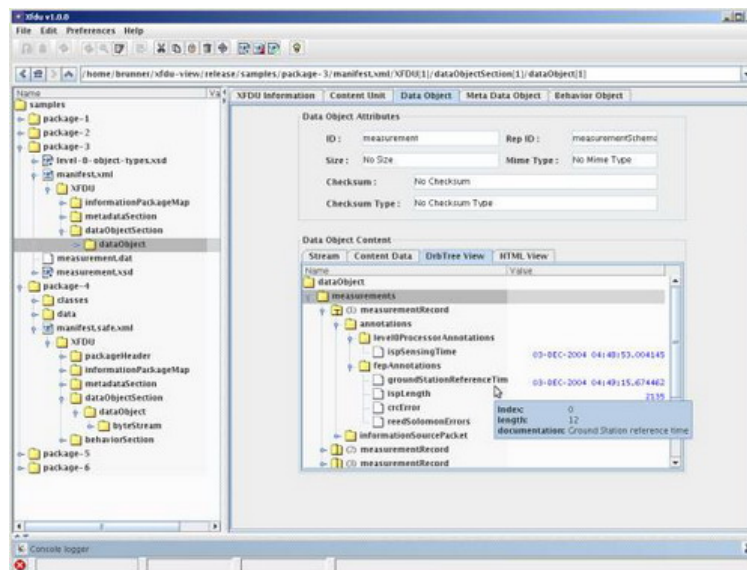 Xfdu v1.0.0
File Edit Preferences Help
/home/brunner/xfdu-view/release/samples/package-3/manifest.xml/XFDU[1]/dataObjectSection[1]/dataObject[1]
Name
samples
package-1
package-2
package-3
level-0-object-types.xsd
manifest.xml
XFDU
informationPackageMap
metadataSection
dataObjectSection
dataObject
measurement.dat
measurement.xsd
package-4
classes
data
manifest.safe.xml
XFDU
packageHeader
informationPackageMap
metadataSection
dataObjectSection
dataObject
byteStream
behaviorSection
package-5
package-6
XFDU Information Content Unit Data Object Meta Data Object Behavior Object
Data Object Attributes
ID : measurement Rep ID : measurementSchema
Size : No Size Mime Type : No Mime Type
Checksum : No Checksum
Checksum Type : No Checksum Type
Data Object Content
Stream Content Data DrbTree View HTML View
Name Value
dataObject
measurements
(1) measurementRecord
annotations
level0ProcessorAnnotations
ispSensingTime 03-DEC-2004 04:48:53.004145
fepAnnotations
groundStationReferenceTim 03-DEC-2004 04:49:15.674462
ispLength 2135
crcError
reedSolomonErrors
informationSourcePacket
(2) measurementRecord
(3) measurementRecord
Index: 0
length: 12
documentation: Ground Station reference time
Console logger